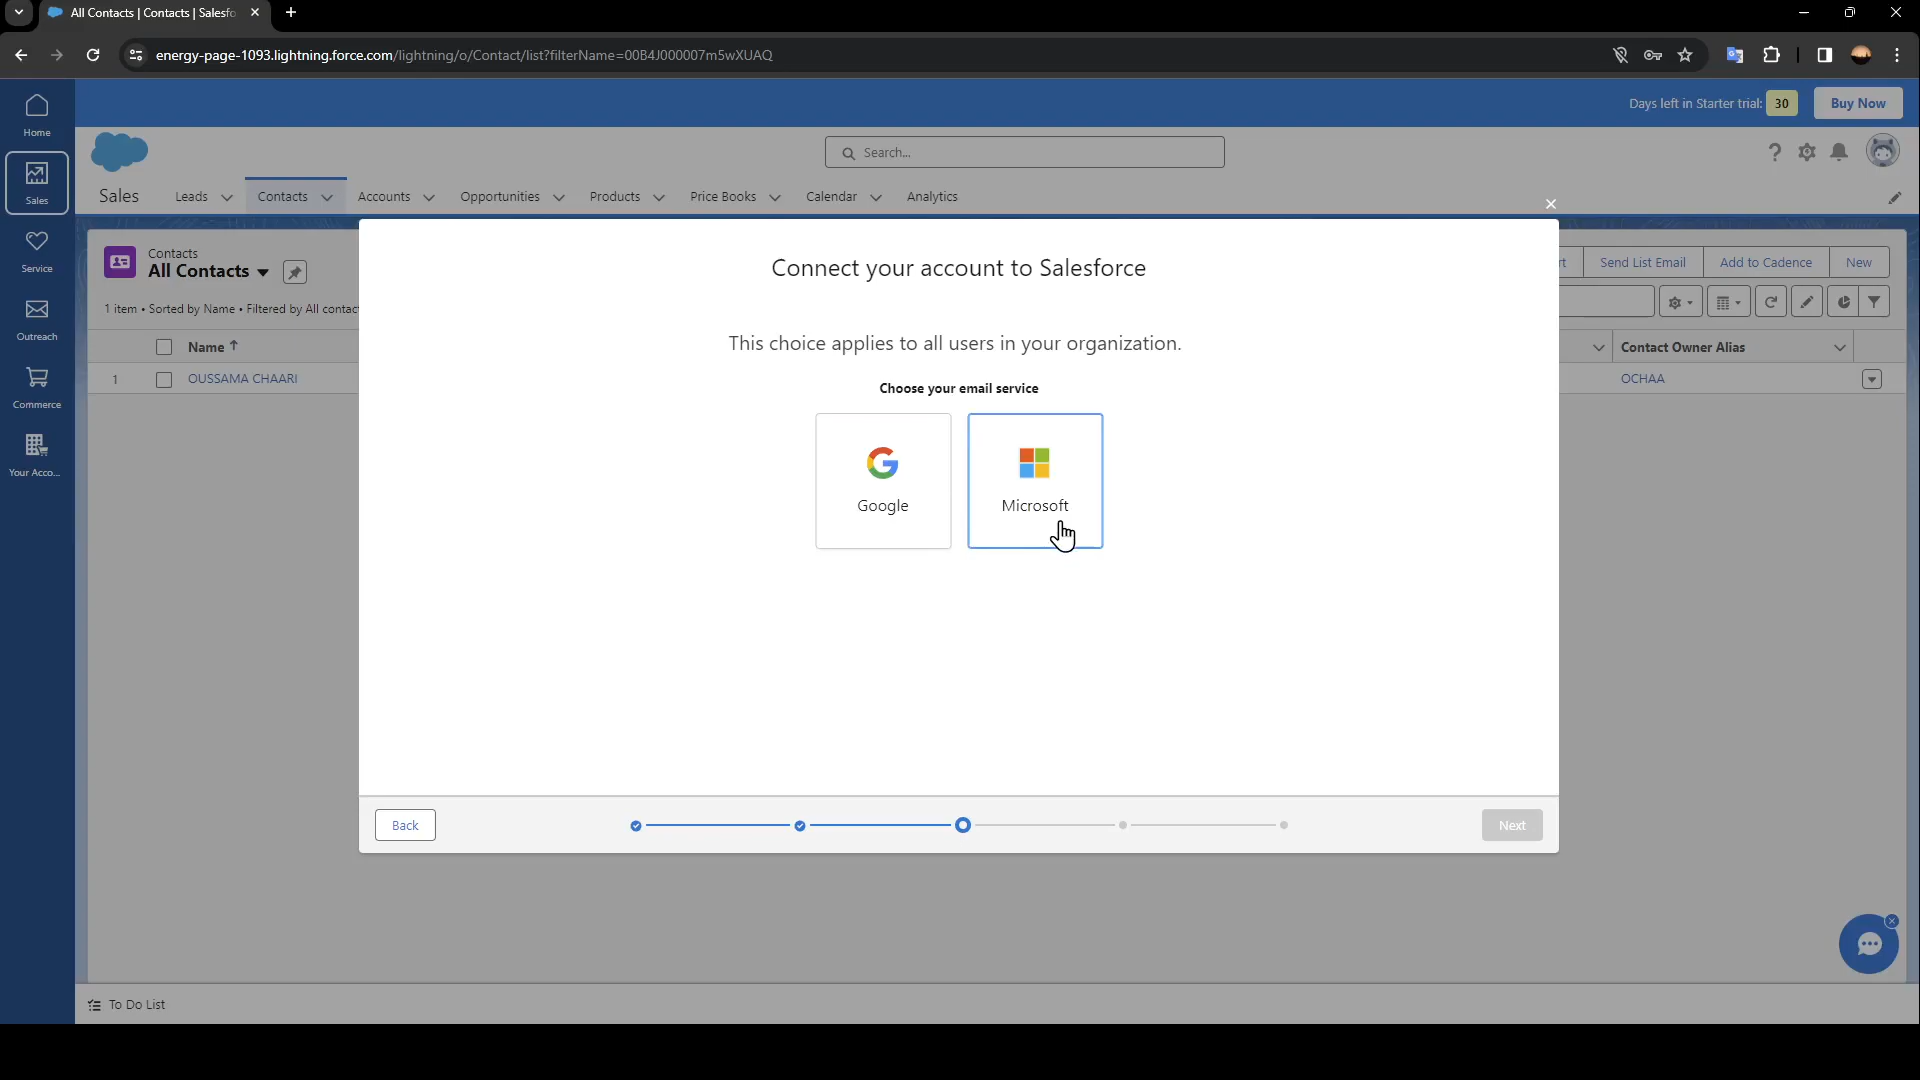 All Contacts | Contacts | Salesfo
energy-page-1093.lightning.force.com/lightning/o/Contact/list?filterName=00B4J000007m5wXUAQ
Days left in Starter trial: 30 Buy Now
Home
Search...
Sales
Sales Leads Contacts Accounts Opportunities Products Price Books Calendar Analytics
Service
Contacts
All Contacts
rt Send List Email Add to Cadence New
1 item • Sorted by Name • Filtered by All contac
Outreach
Name Contact Owner Alias
1 OUSSAMA CHAARI OCHAA
Commerce
Your Acco...
Connect your account to Salesforce
This choice applies to all users in your organization.
Choose your email service
Google Microsoft
Back Next
To Do List